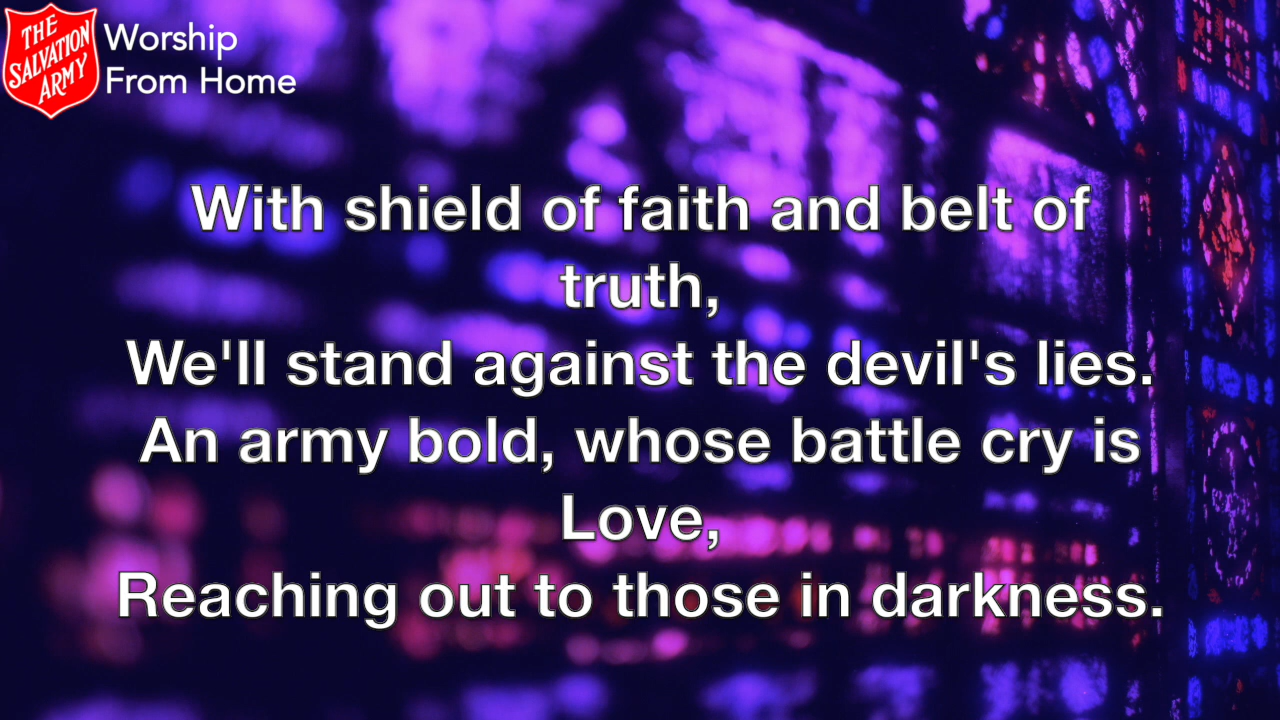 THE
SALVATION
ARMY
Worship
From Home
With shield of faith and belt of
truth,
We'll stand against the devil's lies.
An army bold, whose battle cry is
Love,
Reaching out to those in darkness.